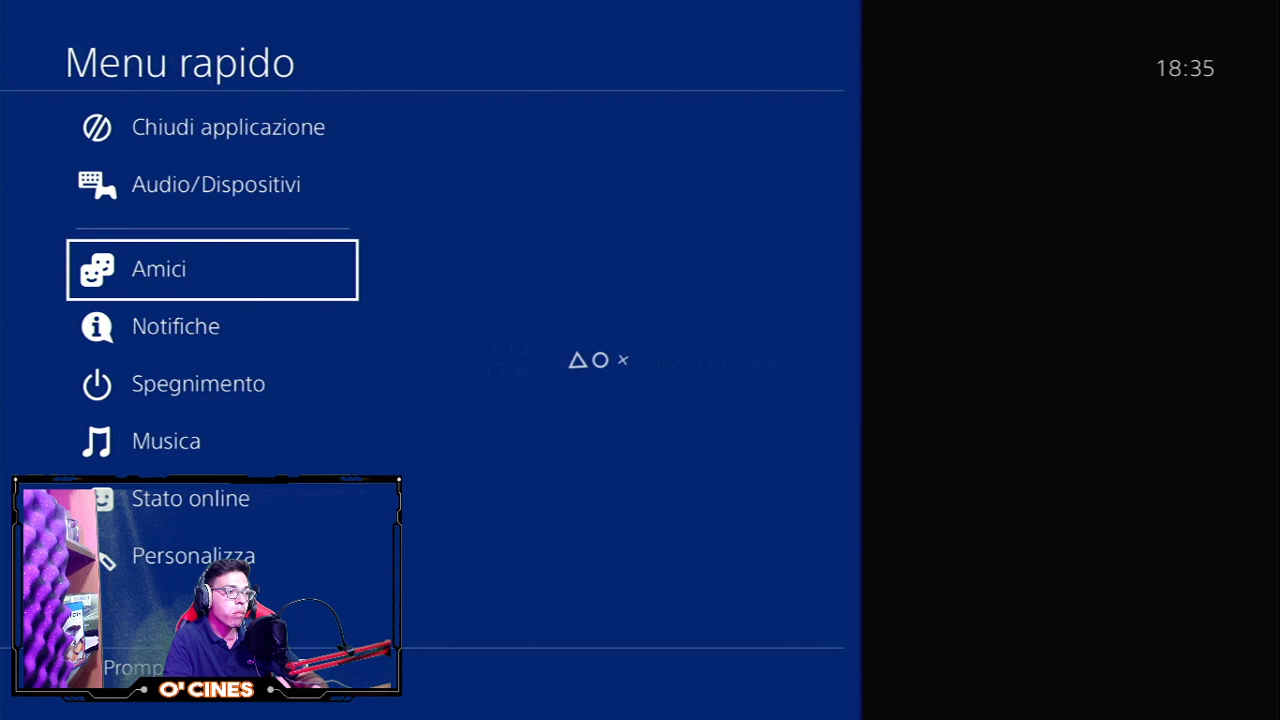 Menu rapido
18:35
Chiudi applicazione
Audio/Dispositivi
Amici
Notifiche
Spegnimento
Musica
Stato online
Personalizza
O' CINES